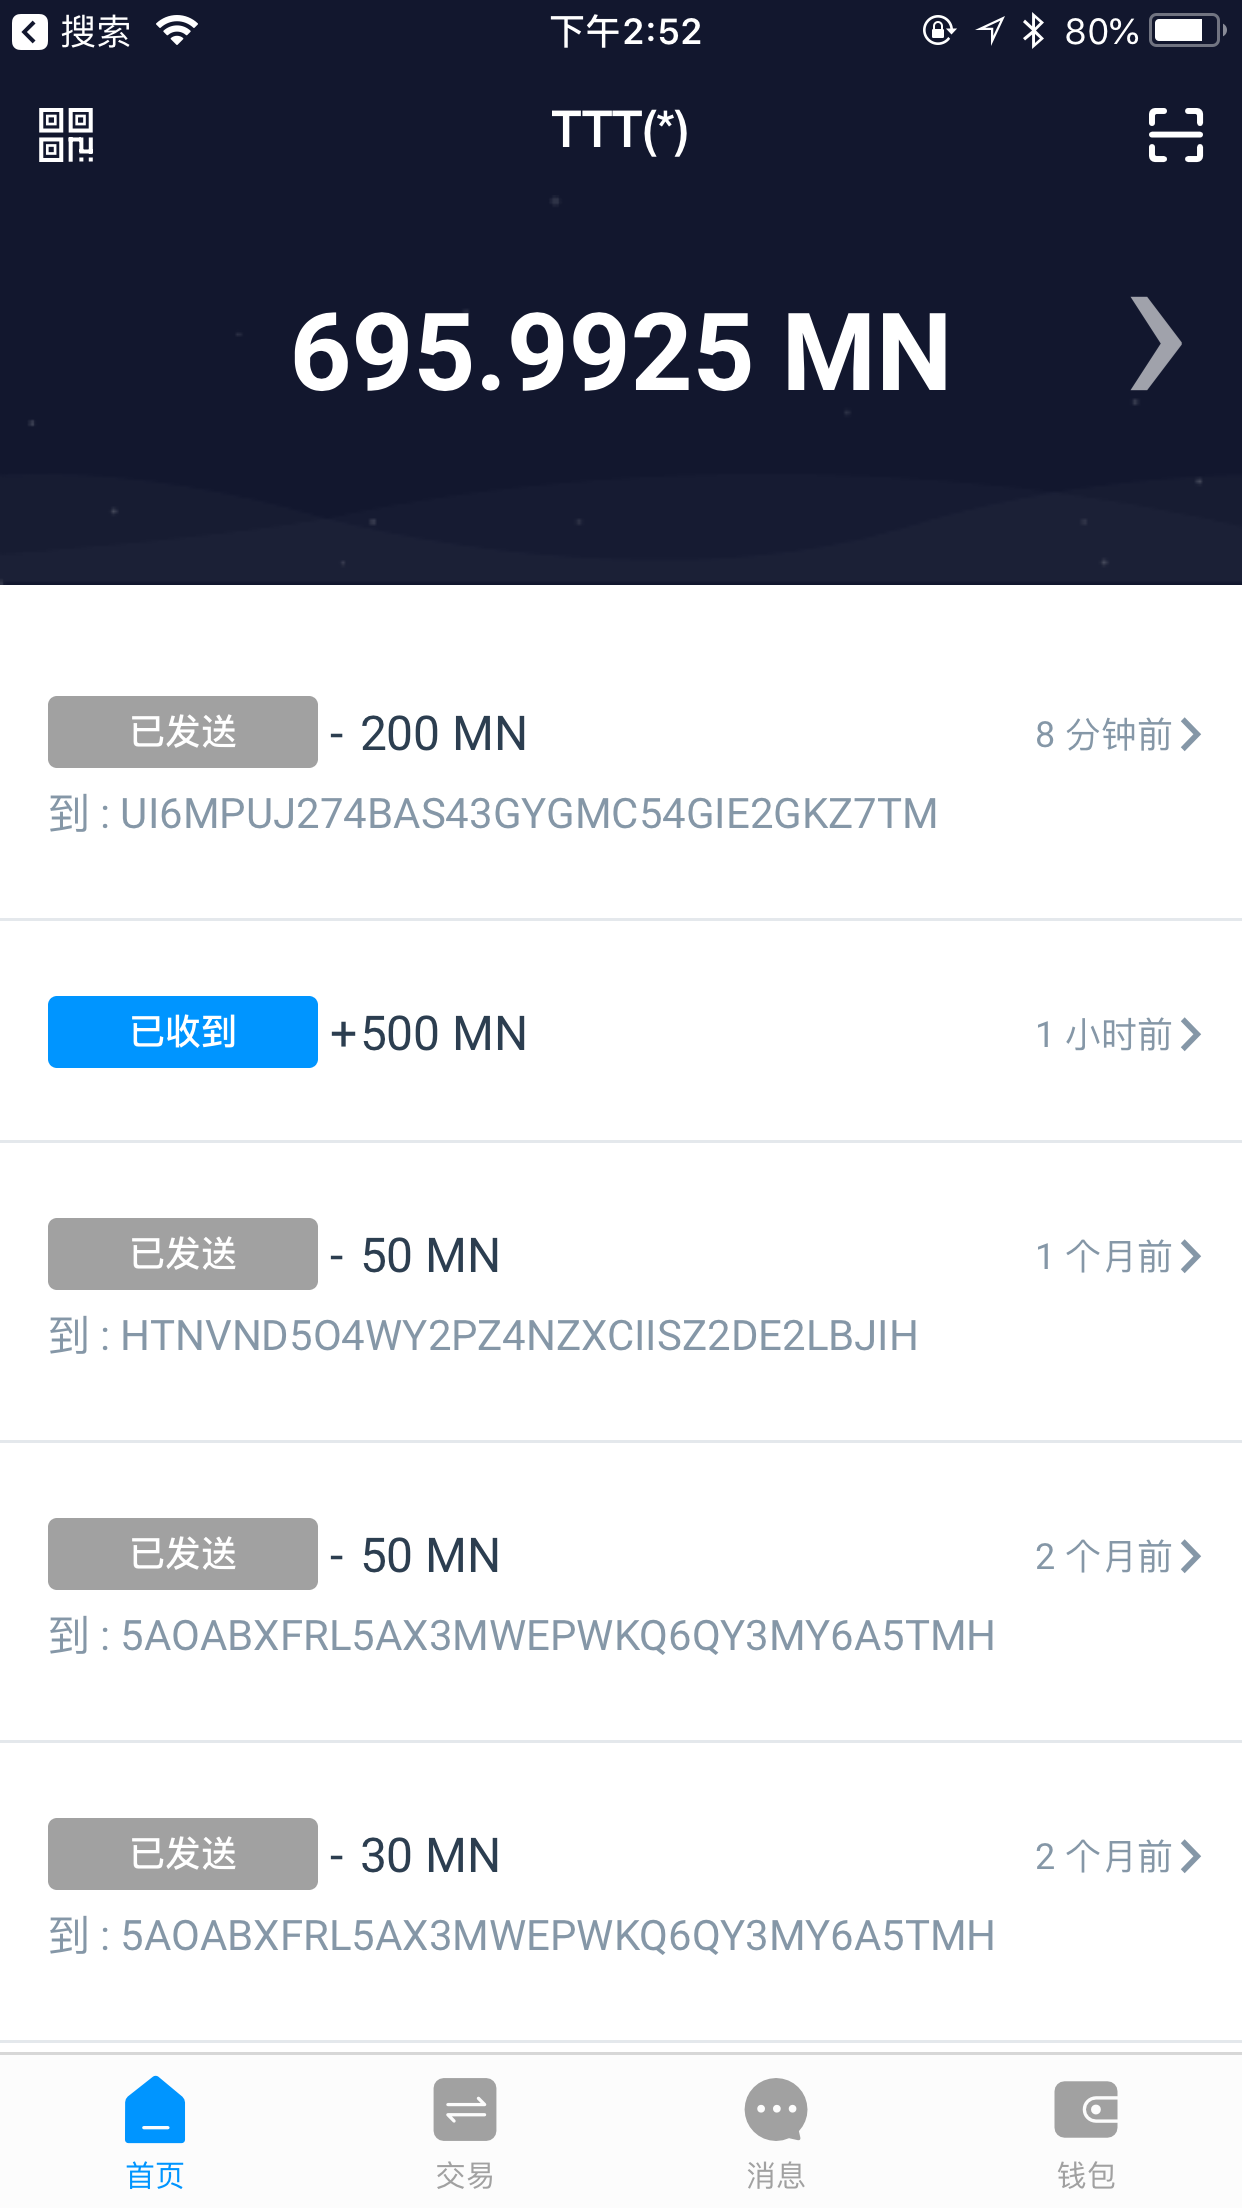 搜索 下午2:52 80%
TTT(*)
695.9925 MN
已发送 - 200 MN 8 分钟前
到 : UI6MPUJ274BAS43GYGMC54GIE2GKZ7TM
已收到 +500 MN 1 小时前
已发送 - 50 MN 1 个月前
到 : HTNVND5O4WY2PZ4NZXCIISZ2DE2LBJIH
已发送 - 50 MN 2 个月前
到 : 5AOABXFRL5AX3MWEPWKQ6QY3MY6A5TMH
已发送 - 30 MN 2 个月前
到 : 5AOABXFRL5AX3MWEPWKQ6QY3MY6A5TMH
首页 交易 消息 钱包